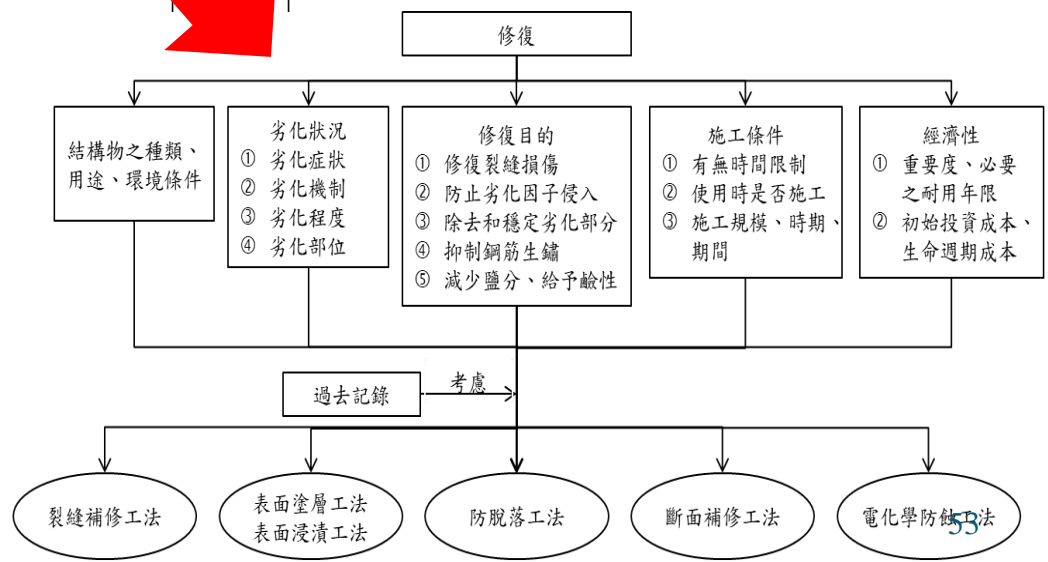 修復
結構物之種類、
用途、環境條件
劣化狀況
① 劣化症狀
② 劣化機制
③ 劣化程度
④ 劣化部位
修復目的
① 修復裂縫損傷
② 防止劣化因子侵入
③ 除去和穩定劣化部分
④ 抑制鋼筋生鏽
⑤ 減少鹽分、給予鹼性
施工條件
① 有無時間限制
② 使用時是否施工
③ 施工規模、時期、
期間
經濟性
① 重要度、必要
之耐用年限
② 初始投資成本、
生命週期成本
過去記錄
考慮
裂縫補修工法
表面塗層工法
表面浸漬工法
防脫落工法
斷面補修工法
電化學防蝕工法
53